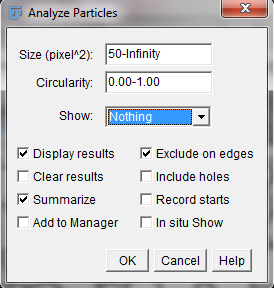 Analyze Particles
Size (pixel^2): 50-Infinity
Circularity: 0.00-1.00
Show: Nothing
Display results Exclude on edges
Clear results Include holes
Summarize Record starts
Add to Manager In situ Show
OK Cancel Help